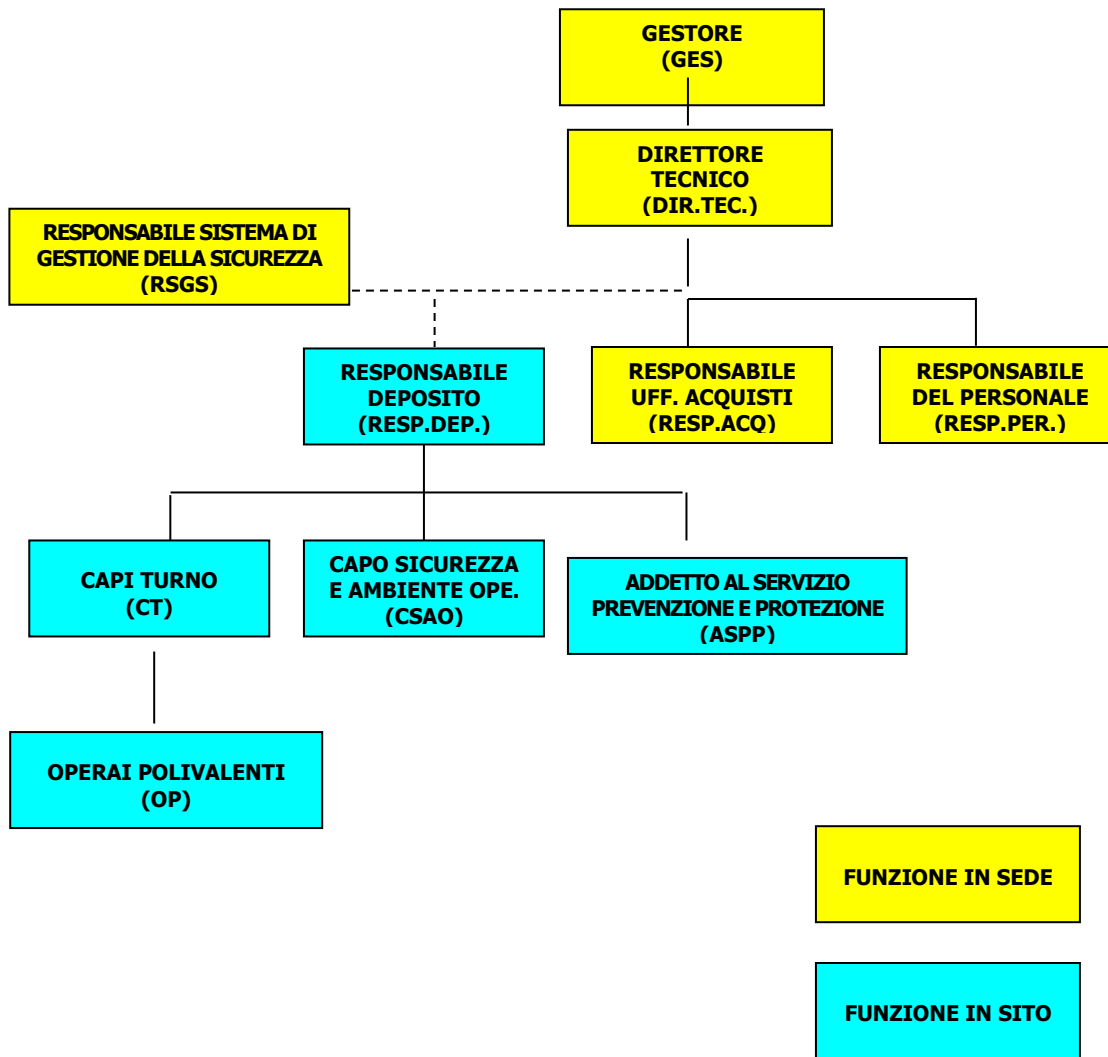 GESTORE
(GES)
DIRETTORE
TECNICO
(DIR.TEC.)
RESPONSABILE SISTEMA DI
GESTIONE DELLA SICUREZZA
(RSGS)
RESPONSABILE
DEPOSITO
(RESP.DEP.)
RESPONSABILE
UFF. ACQUISTI
(RESP.ACQ)
RESPONSABILE
DEL PERSONALE
(RESP.PER.)
CAPI TURNO
(CT)
CAPO SICUREZZA
E AMBIENTE OPE.
(CSAO)
ADDETTO AL SERVIZIO
PREVENZIONE E PROTEZIONE
(ASPP)
OPERAI POLIVALENTI
(OP)
FUNZIONE IN SEDE
FUNZIONE IN SITO